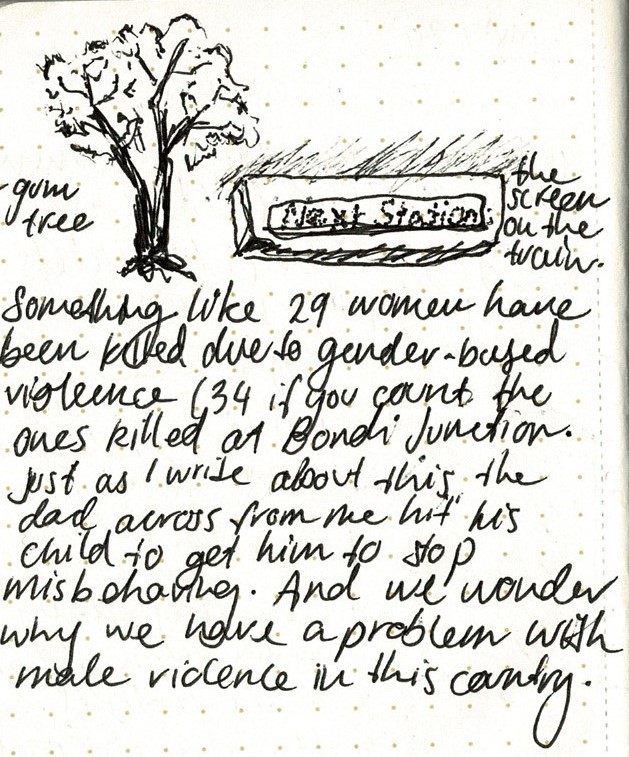 gum
tree
Next Station
the
screen
on the
train.
Something like 29 women have
been killed due to gender-based
violence (34 if you count the
ones killed at Bondi Junction.
Just as I write about this the
dad across from me hit his
child to get him to stop
misbehaving. And we wonder
why we have a problem with
male violence in this country.